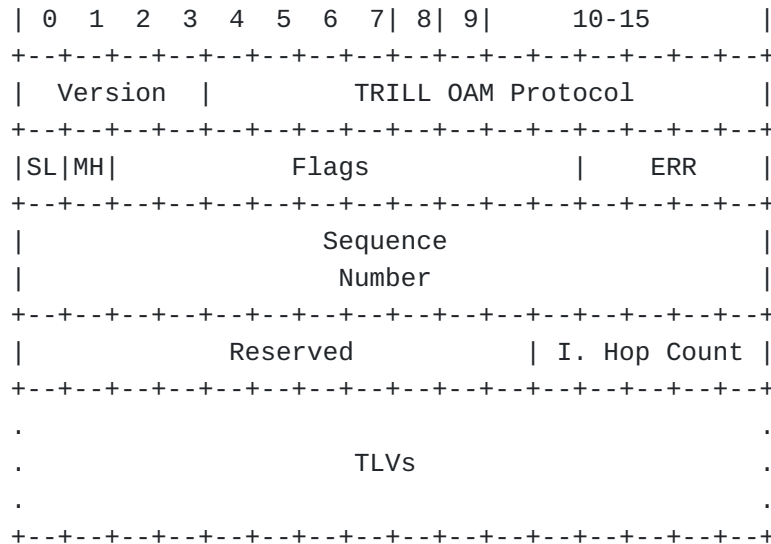 | 0 1 2 3 4 5 6 7| 8| 9| 10-15 |
+--+--+--+--+--+--+--+--+--+--+--+--+--+--+--+--+
| Version | TRILL OAM Protocol |
+--+--+--+--+--+--+--+--+--+--+--+--+--+--+--+--+
|SL|MH| Flags | ERR |
+--+--+--+--+--+--+--+--+--+--+--+--+--+--+--+--+
| Sequence |
| Number |
+--+--+--+--+--+--+--+--+--+--+--+--+--+--+--+--+
| Reserved | I. Hop Count |
+--+--+--+--+--+--+--+--+--+--+--+--+--+--+--+--+
. .
. TLVs .
. .
+--+--+--+--+--+--+--+--+--+--+--+--+--+--+--+--+